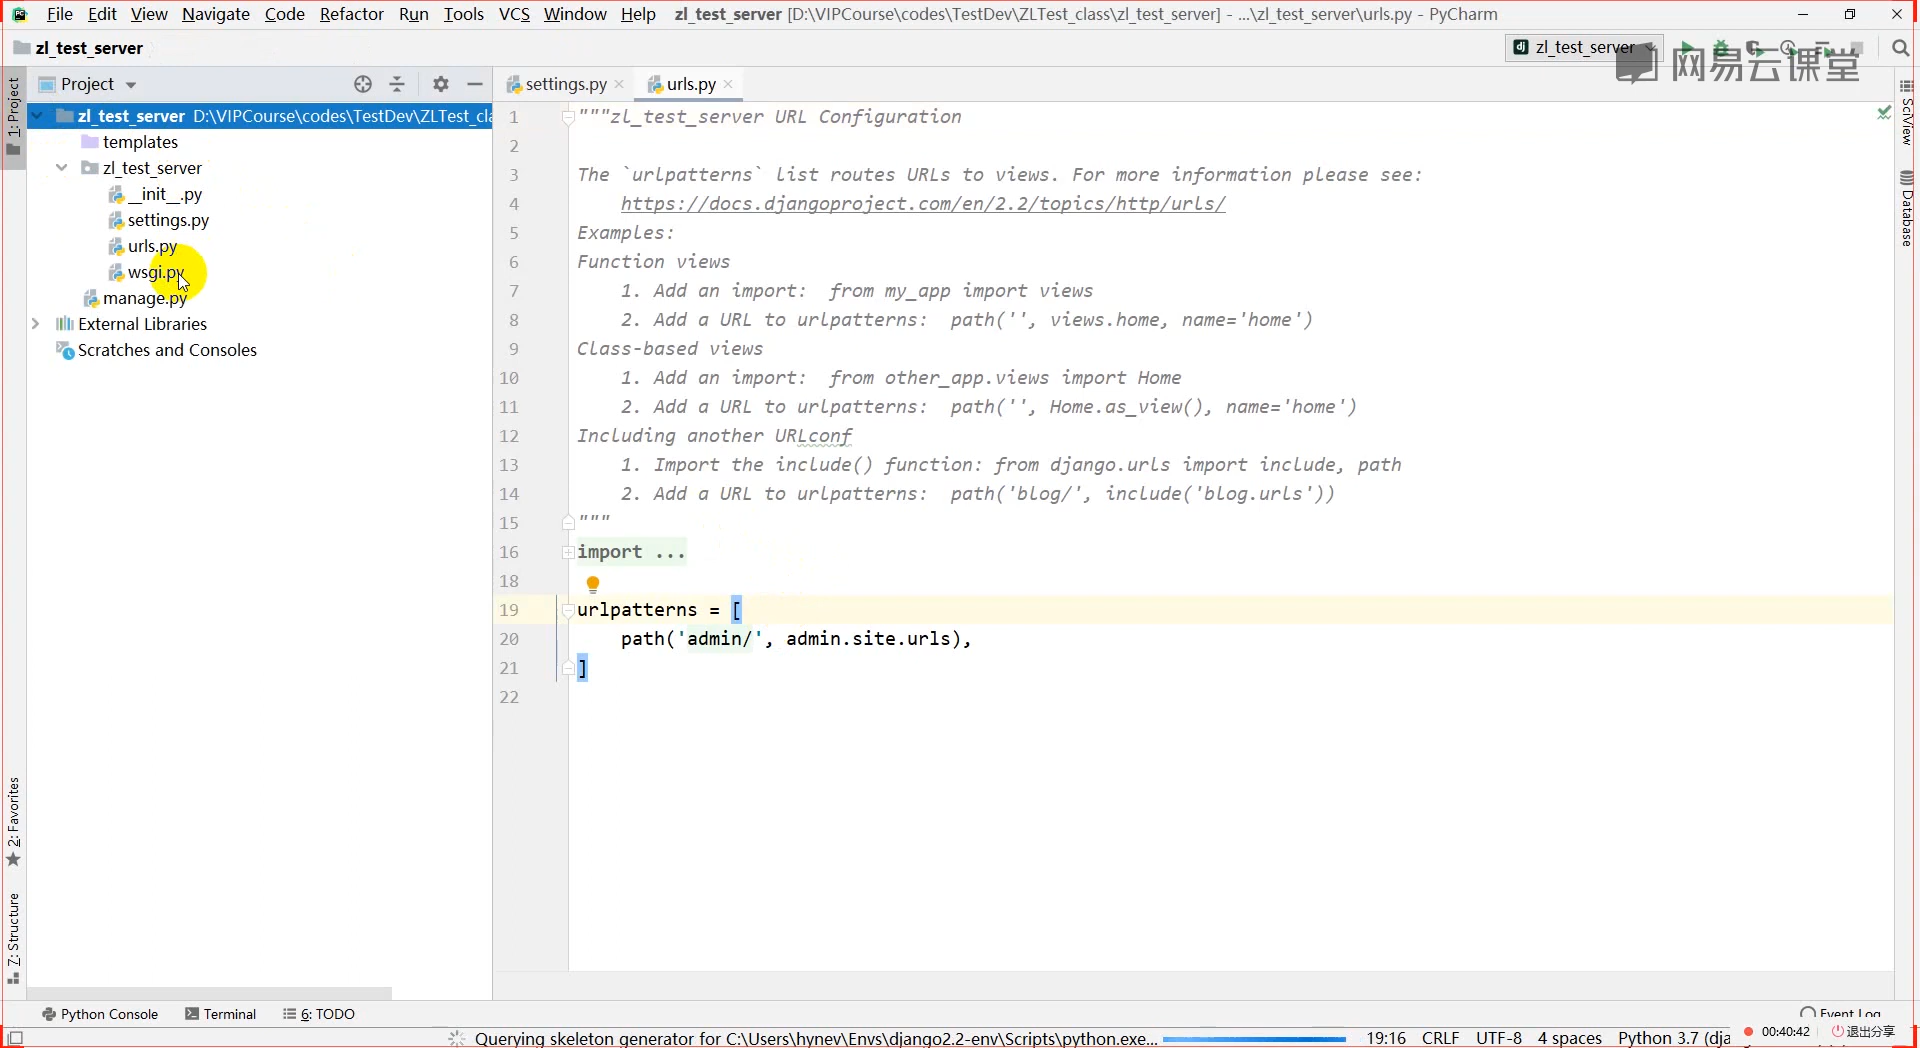 File Edit View Navigate Code Refactor Run Tools VCS Window Help zl_test_server [D:\VIPCourse\codes\TestDev\ZLTest_class\zl_test_server] - ...\zl_test_server\urls.py - PyCharm
zl_test_server
zl_test_server
网易云课堂
1: Project
Project
settings.py
urls.py
SciView
Database
zl_test_server D:\VIPCourse\codes\TestDev\ZLTest_cla
templates
zl_test_server
__init__.py
settings.py
urls.py
wsgi.py
manage.py
External Libraries
Scratches and Consoles
1 """zl_test_server URL Configuration
2
3 The `urlpatterns` list routes URLs to views. For more information please see:
4 https://docs.djangoproject.com/en/2.2/topics/http/urls/
5 Examples:
6 Function views
7 1. Add an import:  from my_app import views
8 2. Add a URL to urlpatterns:  path('', views.home, name='home')
9 Class-based views
10 1. Add an import:  from other_app.views import Home
11 2. Add a URL to urlpatterns:  path('', Home.as_view(), name='home')
12 Including another URLconf
13 1. Import the include() function: from django.urls import include, path
14 2. Add a URL to urlpatterns:  path('blog/', include('blog.urls'))
15 """
16 import ...
18
19 urlpatterns = [
20 path('admin/', admin.site.urls),
21 ]
22
2: Favorites
7: Structure
Python Console Terminal 6: TODO
Event Log
Querying skeleton generator for C:\Users\hynev\Envs\django2.2-env\Scripts\python.exe... 19:16 CRLF UTF-8 4 spaces Python 3.7 (dja
00:40:42 退出分享